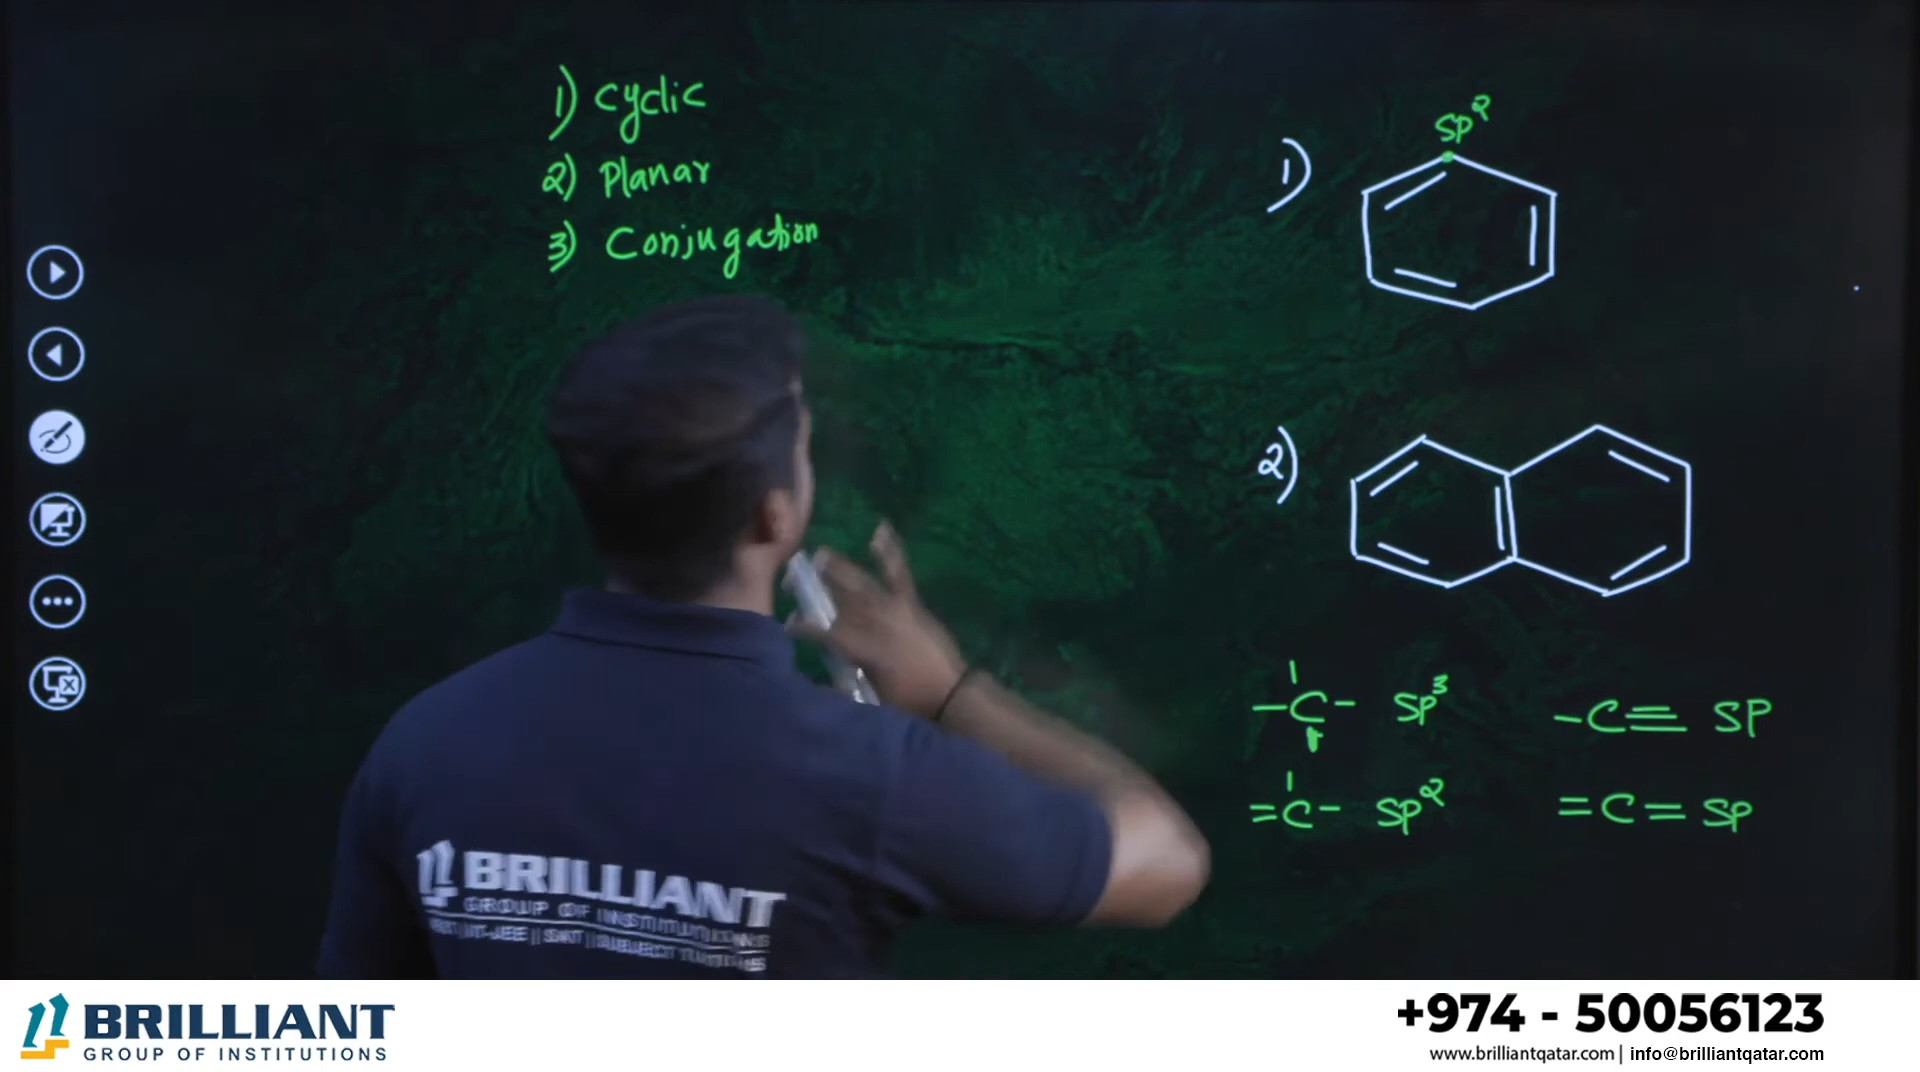 1) Cyclic
2) Planar
3) Conjugation
1)
SP²
2)
-C- SP³
-C≡ SP
=C- SP²
=C= SP
BRILLIANT
GROUP OF INSTITUTIONS
BRILLIANT
GROUP OF INSTITUTIONS
+974 - 50056123
www.brilliantqatar.com | info@brilliantqatar.com